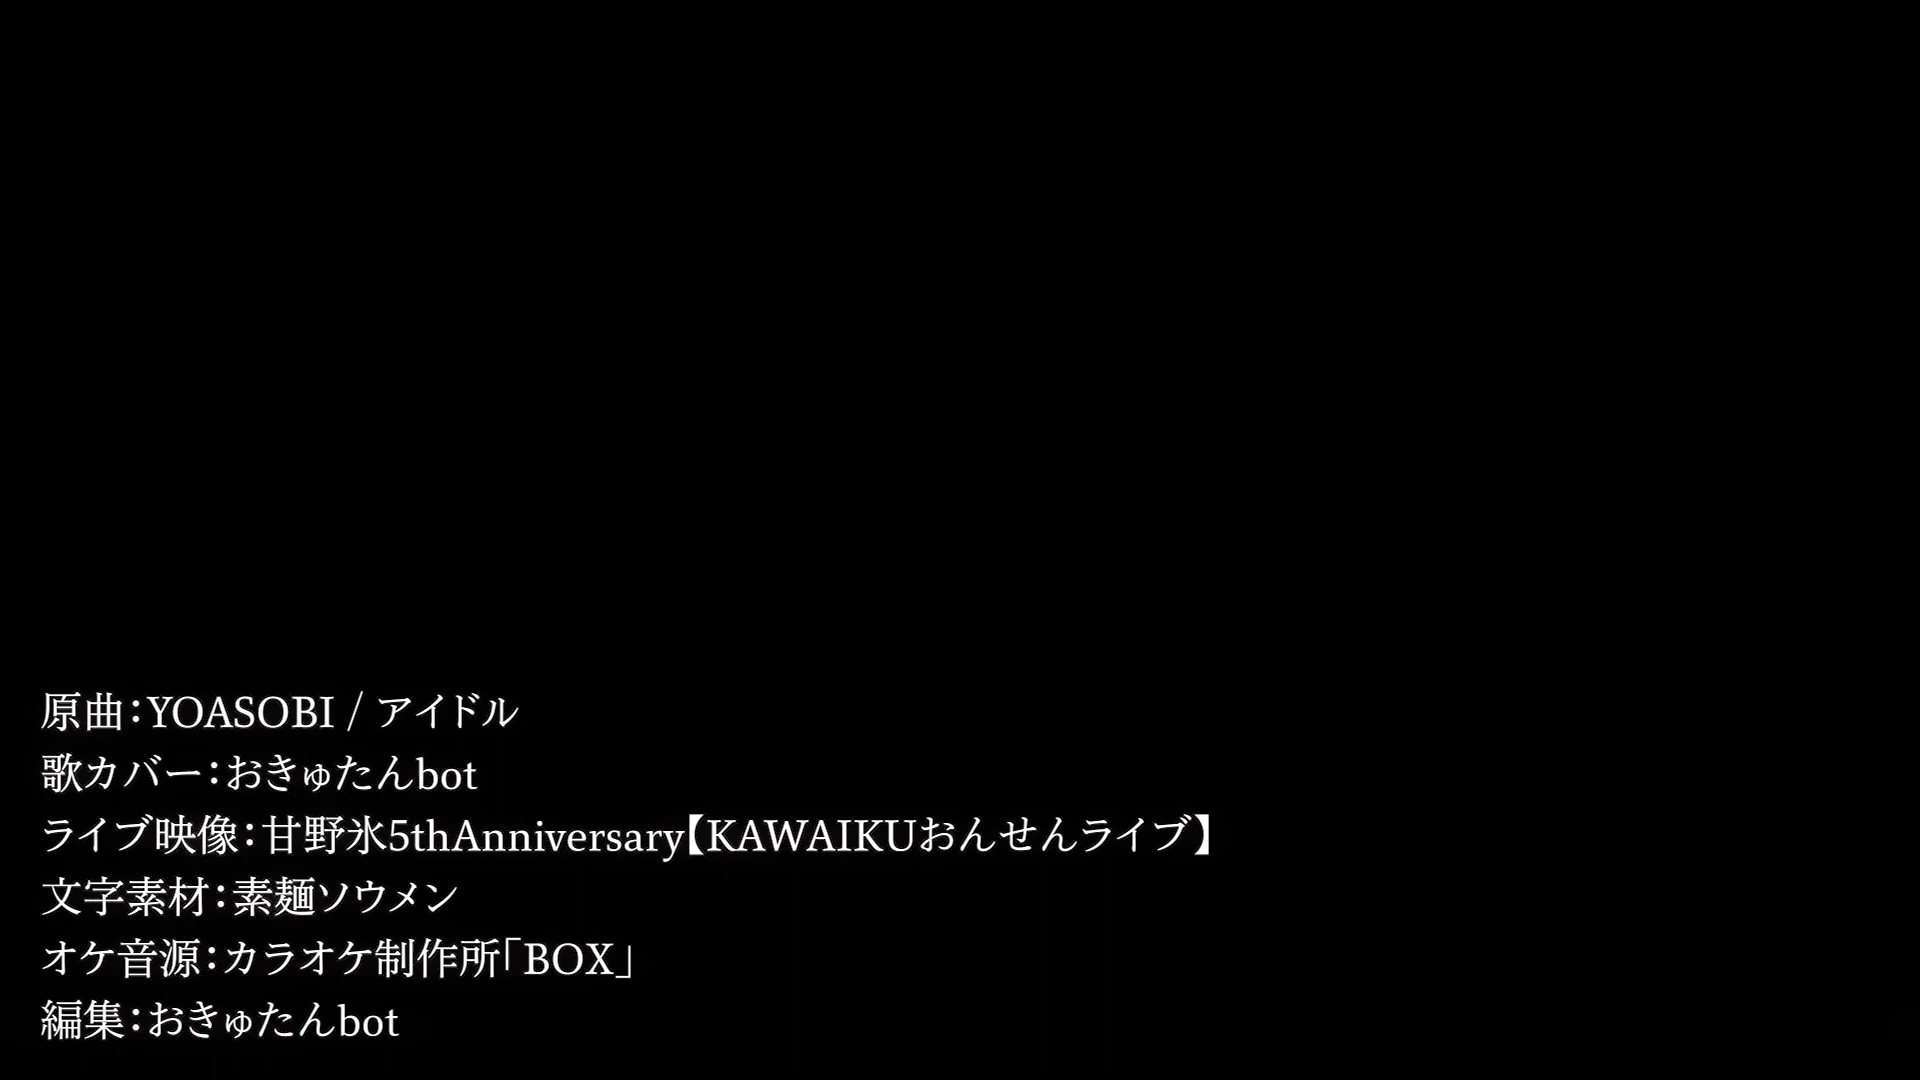 原曲：YOASOBI / アイドル
歌カバー：おきゅたんbot
ライブ映像：甘野氷5thAnniversary【KAWAIKUおんせんライブ】
文字素材：素麺ソウメン
オケ音源：カラオケ制作所「BOX」
編集：おきゅたんbot